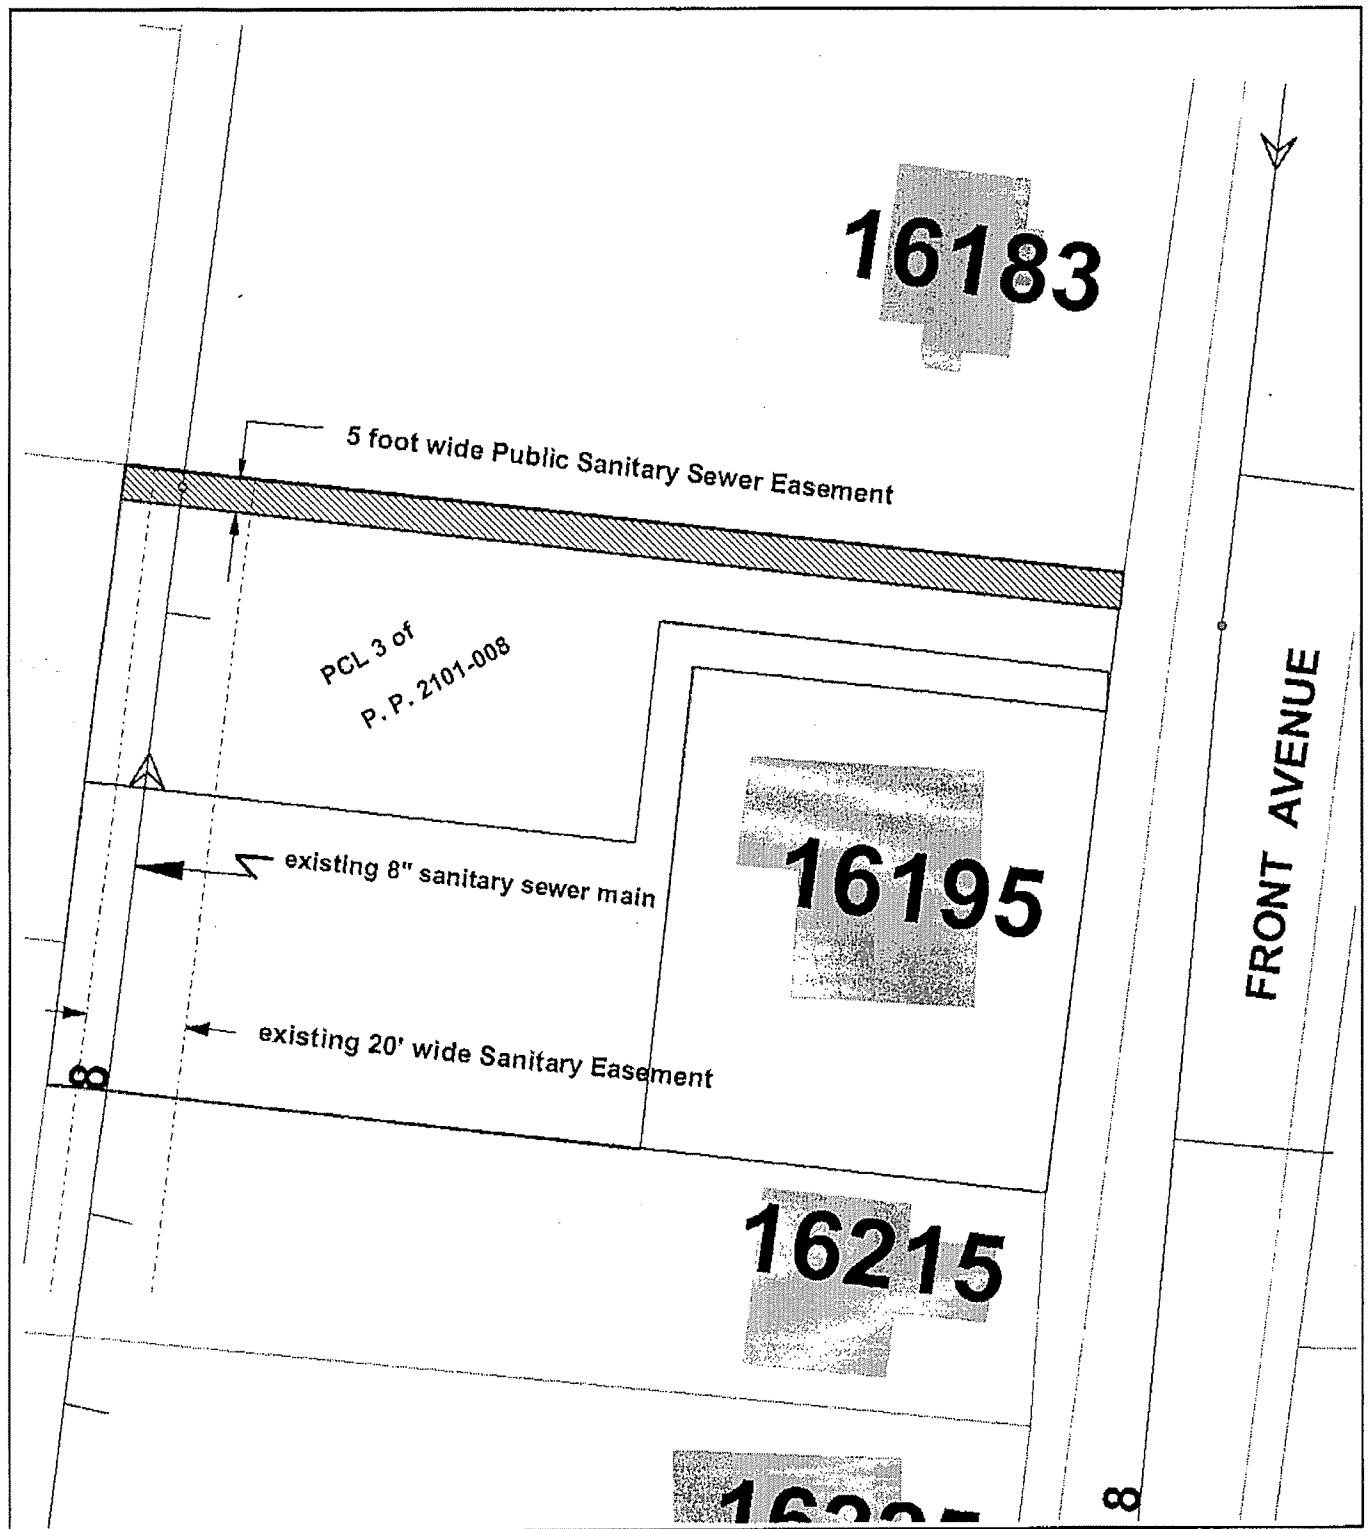 16183
5 foot wide Public Sanitary Sewer Easement
PCL 3 of
P. P. 2101-008
FRONT AVENUE
16195
existing 8" sanitary sewer main
existing 20' wide Sanitary Easement
8
16215
8